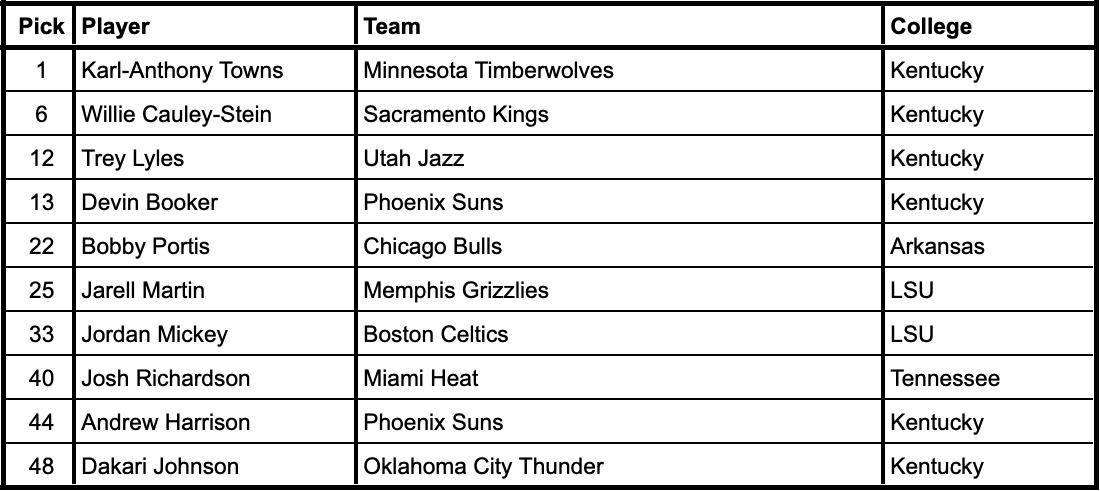 Pick Player Team College
1 Karl-Anthony Towns Minnesota Timberwolves Kentucky
6 Willie Cauley-Stein Sacramento Kings Kentucky
12 Trey Lyles Utah Jazz Kentucky
13 Devin Booker Phoenix Suns Kentucky
22 Bobby Portis Chicago Bulls Arkansas
25 Jarell Martin Memphis Grizzlies LSU
33 Jordan Mickey Boston Celtics LSU
40 Josh Richardson Miami Heat Tennessee
44 Andrew Harrison Phoenix Suns Kentucky
48 Dakari Johnson Oklahoma City Thunder Kentucky